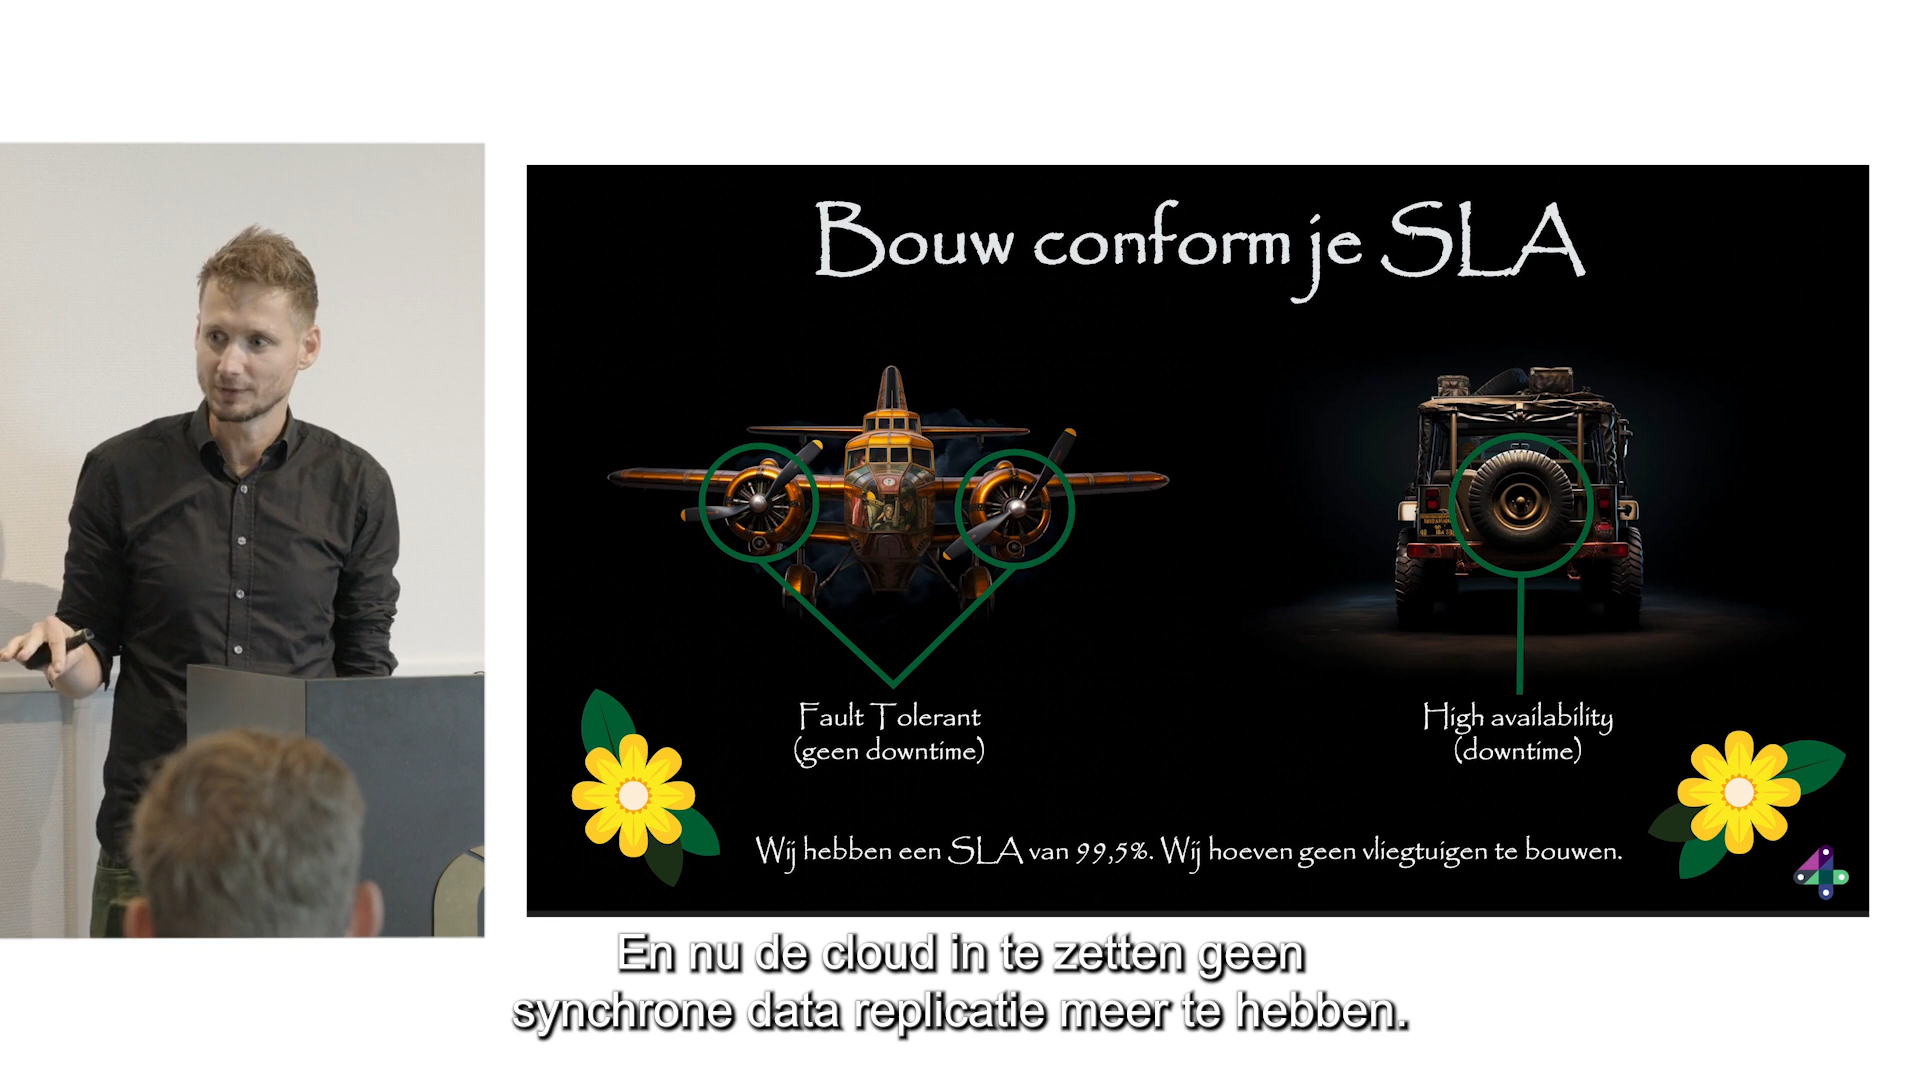 Bouw conform je SLA
Fault Tolerant
(geen downtime)
High availability
(downtime)
Wij hebben een SLA van 99,5%. Wij hoeven geen vliegtuigen te bouwen.
En nu de cloud in te zetten geen
synchrone data replicatie meer te hebben.